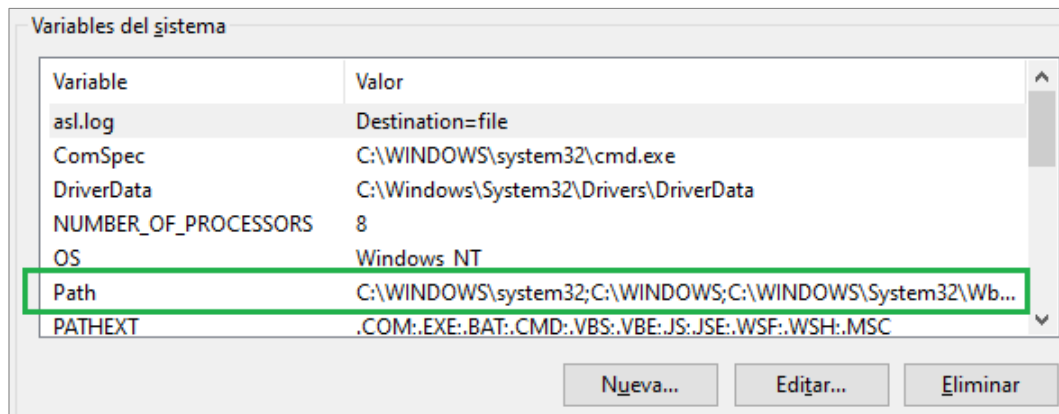 Variables del sistema
Variable Valor
asl.log Destination=file
ComSpec C:\WINDOWS\system32\cmd.exe
DriverData C:\Windows\System32\Drivers\DriverData
NUMBER_OF_PROCESSORS 8
OS Windows_NT
Path C:\WINDOWS\system32;C:\WINDOWS;C:\WINDOWS\System32\Wb...
PATHEXT .COM;.EXE;.BAT;.CMD;.VBS;.VBE;.JS;.JSE;.WSF;.WSH;.MSC
Nueva... Editar... Eliminar